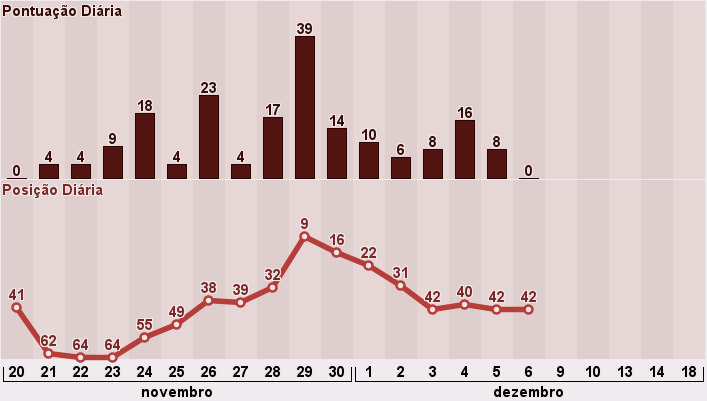 Pontuação Diária
0 4 4 9 18 4 23 4 17 39 14 10 6 8 16 8 0
Posição Diária
41 62 64 64 55 49 38 39 32 9 16 22 31 42 40 42 42
20 21 22 23 24 25 26 27 28 29 30 1 2 3 4 5 6 9 10 13 14 18
novembro dezembro